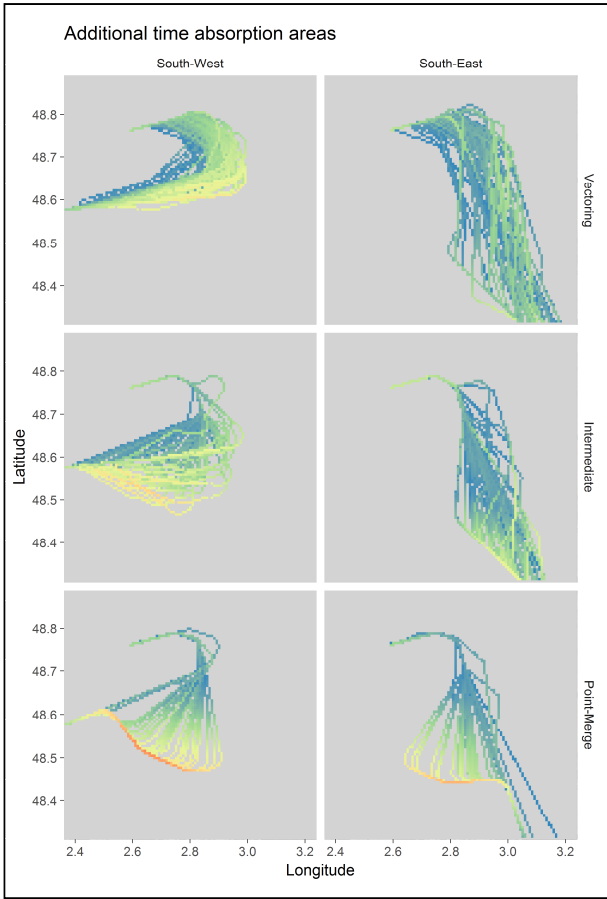 Additional time absorption areas
South-West South-East
48.8
48.7
48.6
48.5
48.4
Vectoring
48.8
48.7
48.6
48.5
48.4
Intermediate
Latitude
48.8
48.7
48.6
48.5
48.4
Point-Merge
2.4 2.6 2.8 3.0 3.2 2.4 2.6 2.8 3.0 3.2
Longitude